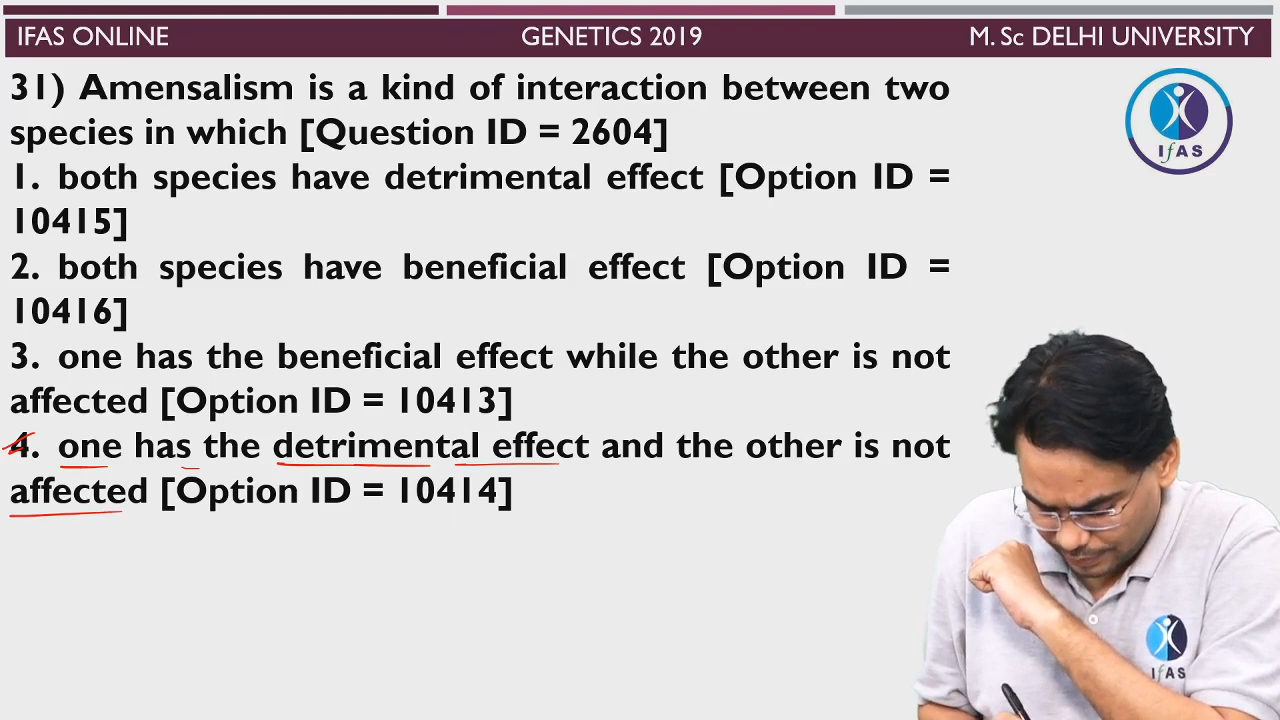 IFAS ONLINE GENETICS 2019 M. Sc DELHI UNIVERSITY
31) Amensalism is a kind of interaction between two
species in which [Question ID = 2604]
1. both species have detrimental effect [Option ID =
10415]
2. both species have beneficial effect [Option ID =
10416]
3. one has the beneficial effect while the other is not
affected [Option ID = 10413]
4. one has the detrimental effect and the other is not
affected [Option ID = 10414]
IfAS
IfAS